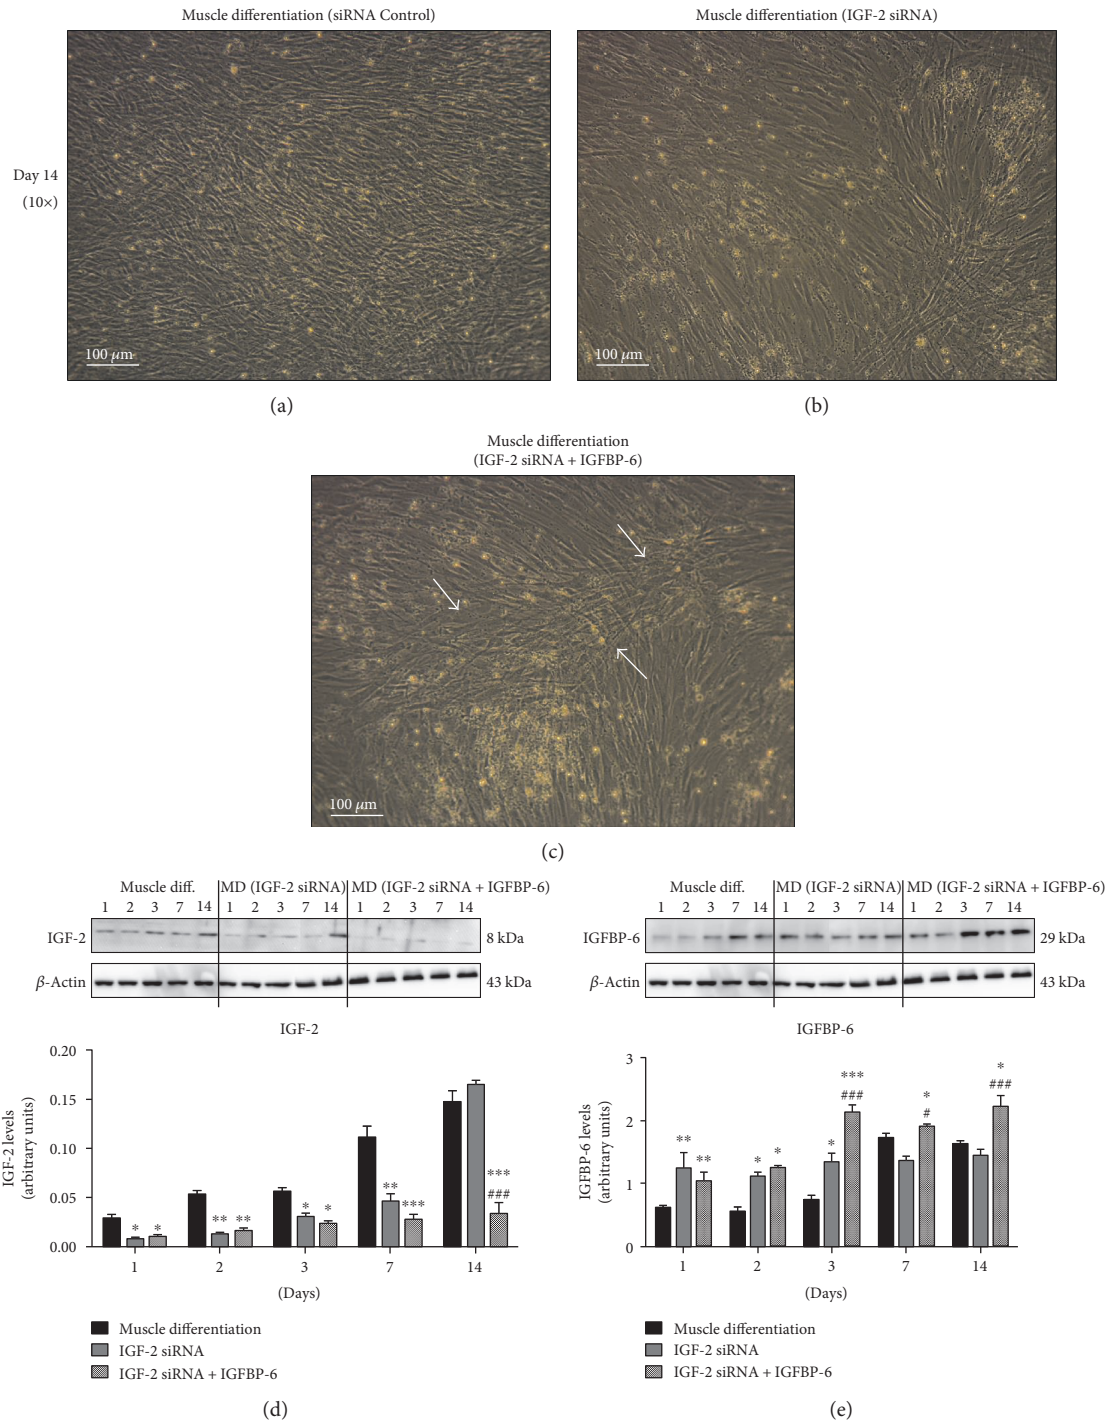 Muscle differentiation (siRNA Control)
Muscle differentiation (IGF-2 siRNA)
Day 14
(10×)
100 μm
100 μm
(a)
(b)
Muscle differentiation
(IGF-2 siRNA + IGFBP-6)
100 μm
(c)
Muscle diff. MD (IGF-2 siRNA) MD (IGF-2 siRNA + IGFBP-6)
1 2 3 7 14 1 2 3 7 14 1 2 3 7 14
IGF-2 8 kDa
β-Actin 43 kDa
IGF-2
IGF-2 levels
(arbitrary units)
0.20
0.15
0.10
0.05
0.00
* *
** **
* *
** ***
***
###
1 2 3 7 14
(Days)
Muscle differentiation
IGF-2 siRNA
IGF-2 siRNA + IGFBP-6
(d)
Muscle diff. MD (IGF-2 siRNA) MD (IGF-2 siRNA + IGFBP-6)
1 2 3 7 14 1 2 3 7 14 1 2 3 7 14
IGFBP-6 29 kDa
β-Actin 43 kDa
IGFBP-6
IGFBP-6 levels
(arbitrary units)
3
2
1
0
** **
* *
* ***
###
*
#
*
###
1 2 3 7 14
(Days)
Muscle differentiation
IGF-2 siRNA
IGF-2 siRNA + IGFBP-6
(e)